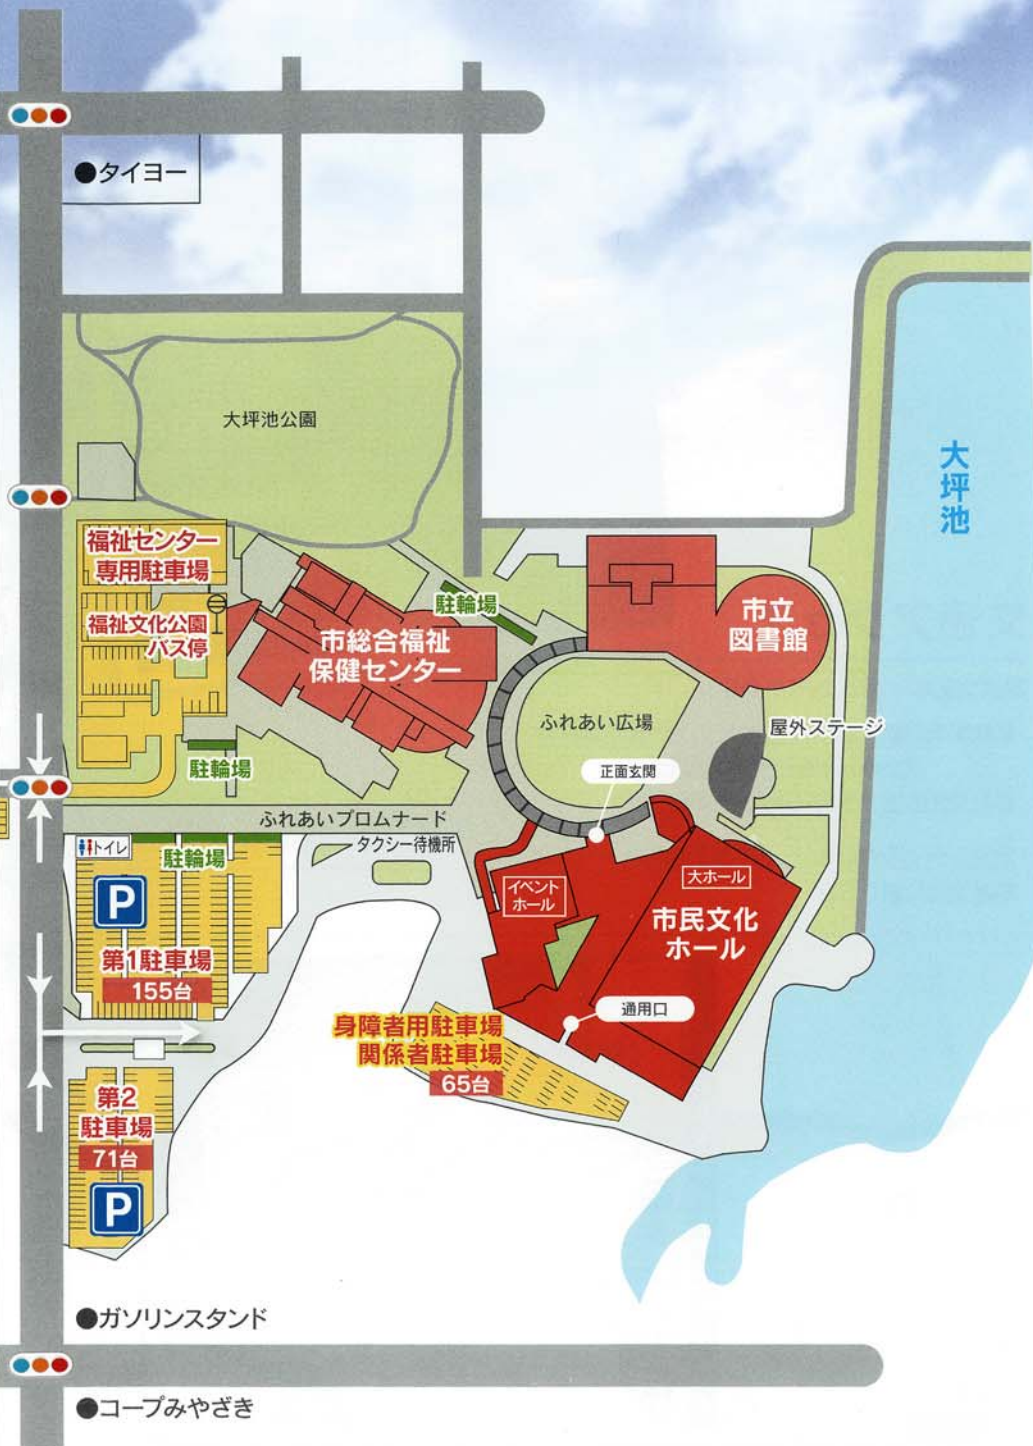 ●タイヨー
大坪池公園
大坪池
福祉センター
専用駐車場
福祉文化公園
バス停
駐輪場
市総合福祉
保健センター
市立
図書館
ふれあい広場
屋外ステージ
正面玄関
駐輪場
ふれあいプロムナード
タクシー待機所
トイレ
駐輪場
P
第1駐車場
155台
イベント
ホール
大ホール
市民文化
ホール
通用口
身障者用駐車場
関係者駐車場
65台
第2
駐車場
71台
P
●ガソリンスタンド
●コープみやざき